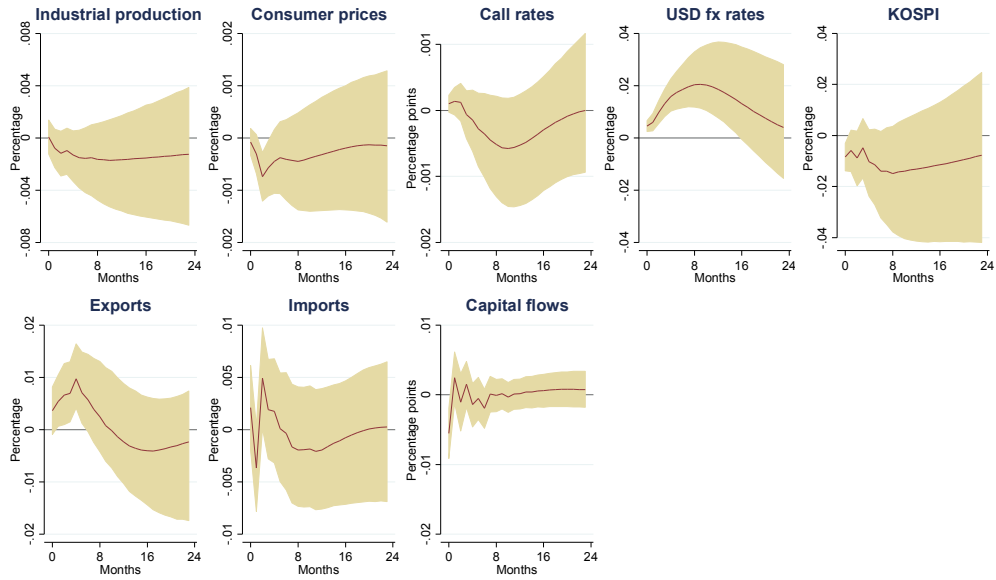 Industrial production
Percentage
.008
.004
0
-.004
-.008
0 8 16 24
Months
Consumer prices
Percentage
.002
.001
0
-.001
-.002
0 8 16 24
Months
Call rates
Percentage points
.001
0
-.001
-.002
0 8 16 24
Months
USD fx rates
Percentage
.04
.02
0
-.02
-.04
0 8 16 24
Months
KOSPI
Percentage
.04
.02
0
-.02
-.04
0 8 16 24
Months
Exports
Percentage
.02
.01
0
-.01
-.02
0 8 16 24
Months
Imports
Percentage
.01
.005
0
-.005
-.01
0 8 16 24
Months
Capital flows
Percentage points
.01
0
-.01
-.02
0 8 16 24
Months